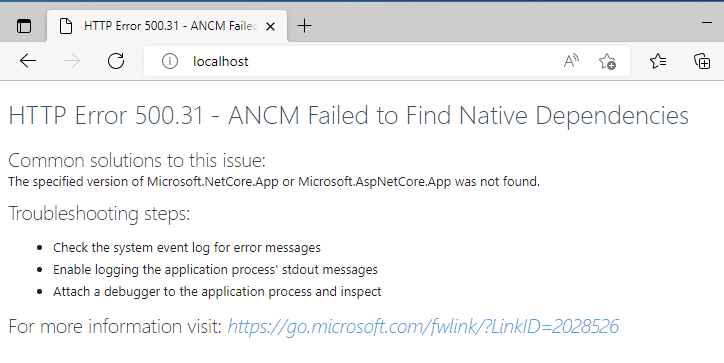 HTTP Error 500.31 - ANCM Failec
localhost
HTTP Error 500.31 - ANCM Failed to Find Native Dependencies
Common solutions to this issue:
The specified version of Microsoft.NetCore.App or Microsoft.AspNetCore.App was not found.
Troubleshooting steps:
• Check the system event log for error messages
• Enable logging the application process' stdout messages
• Attach a debugger to the application process and inspect
For more information visit: https://go.microsoft.com/fwlink/?LinkID=2028526